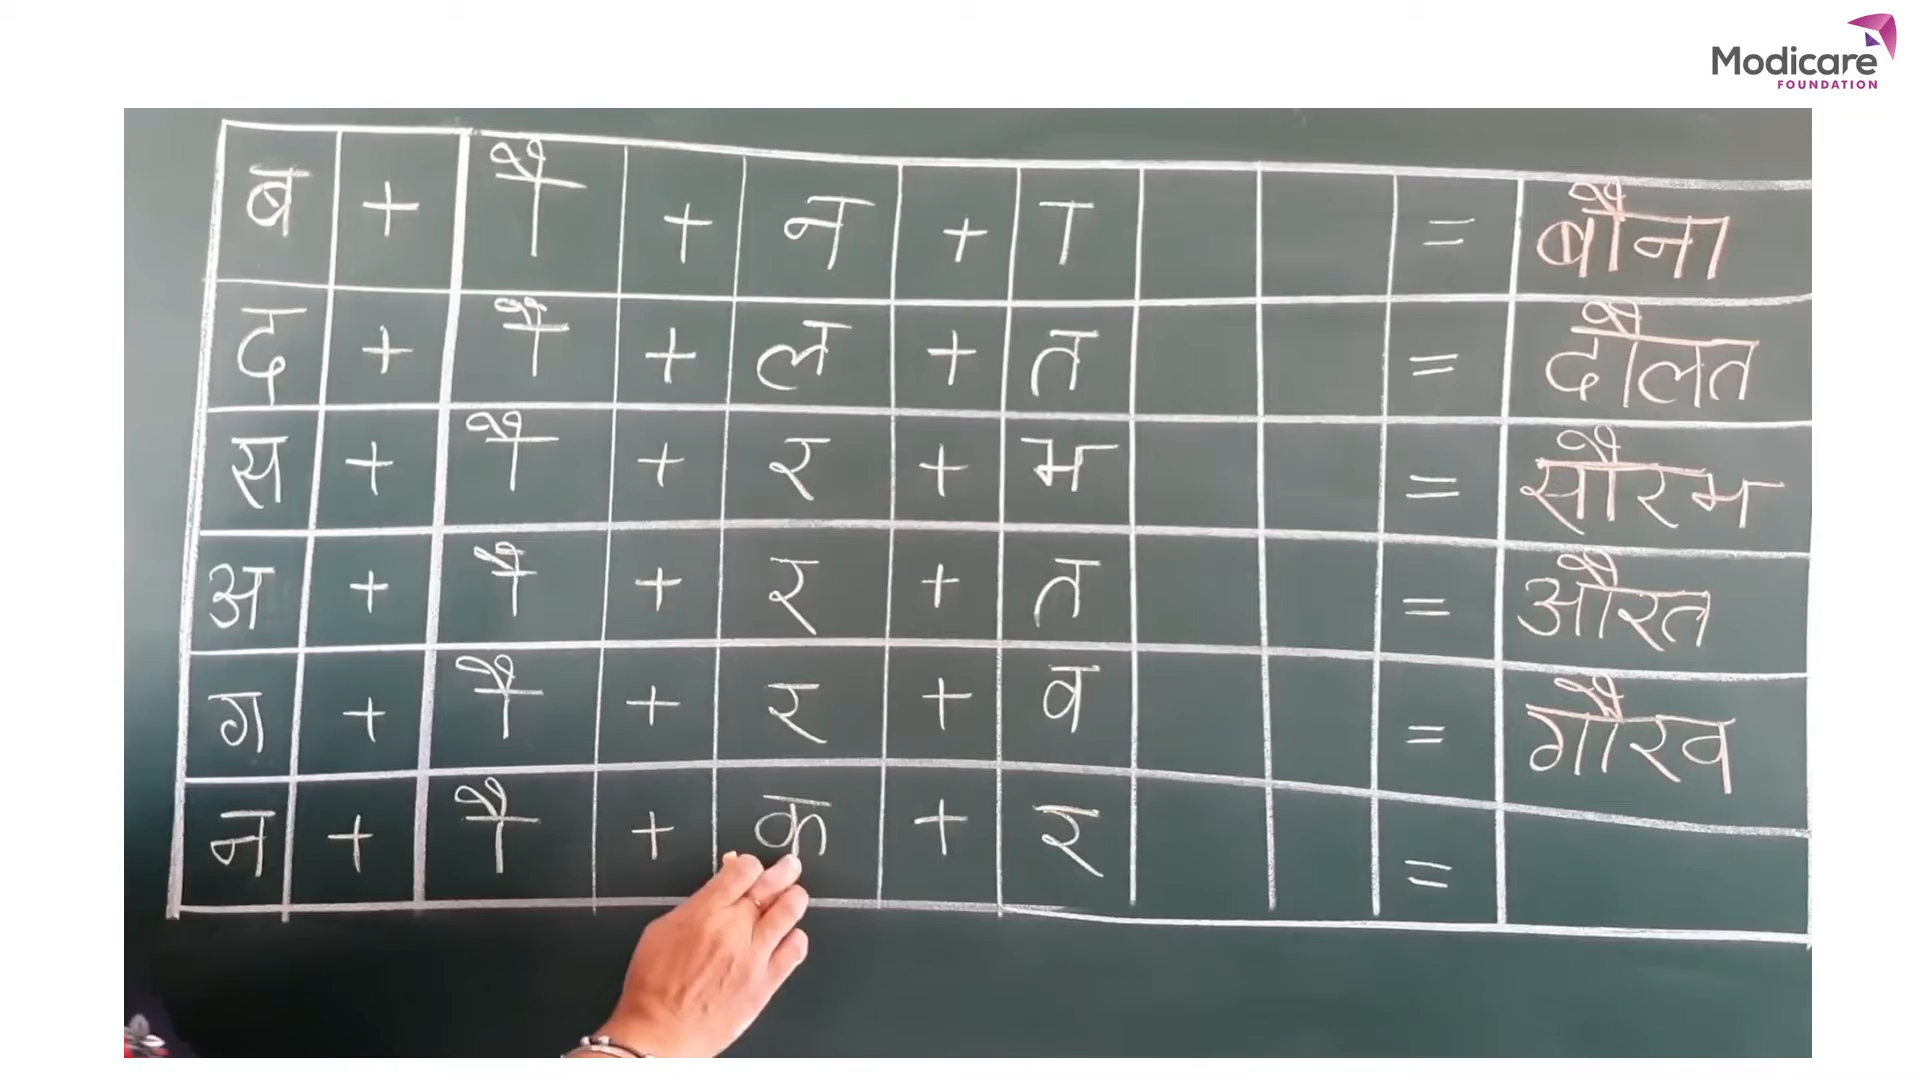 Modicare
FOUNDATION
ब + ौ + न + ा = बौना
द + ौ + ल + त = दौलत
स + ौ + र + भ = सौरभ
अ + ौ + र + त = औरत
ग + ौ + र + व = गौरव
न + ौ + क + र =